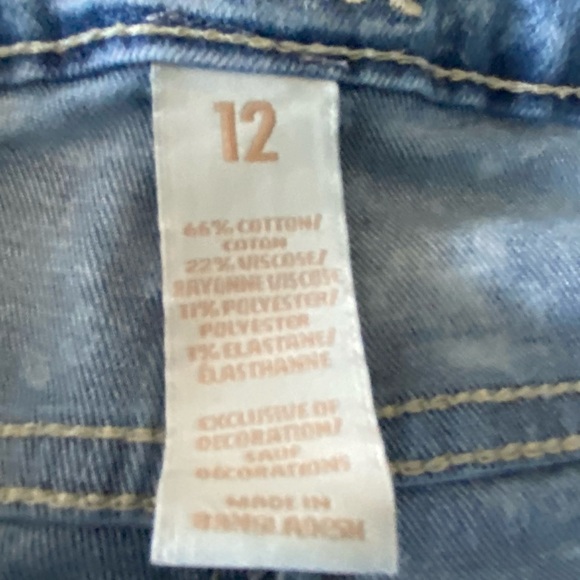 12
66% COTTON/
COTON
22% VISCOSE/
RAYONNE VISCOSE
11% POLYESTER/
POLYESTER
1% ELASTANE/
ÉLASTHANNE
EXCLUSIVE OF
DECORATION/
SAUF
DÉCORATIONS
MADE IN
BANGLADESH